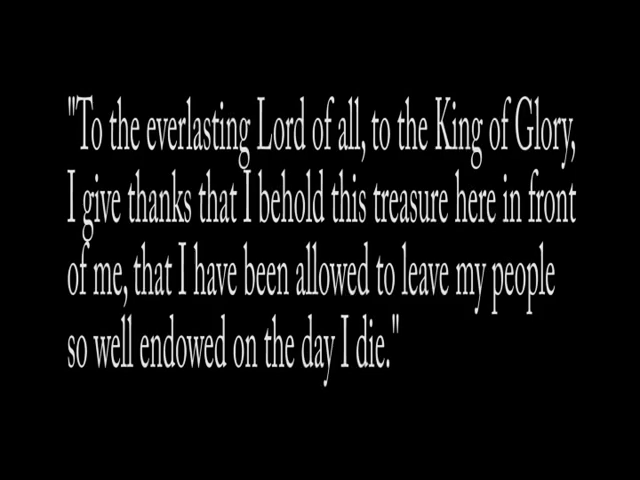 "To the everlasting Lord of all, to the King of Glory,
I give thanks that I behold this treasure here in front
of me, that I have been allowed to leave my people
so well endowed on the day I die."